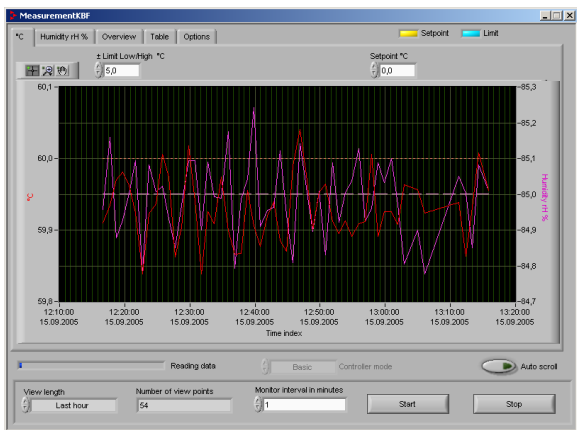 MeasurementKBF
°C Humidity rH % Overview Table Options
Setpoint Limit
± Limit Low/High °C Setpoint °C
5,0 0,0
60,1 85,3
85,2
60,0 85,1
°C 85,0 Humidity rH %
59,9 84,9
84,8
59,8 84,7
12:10:00 12:20:00 12:30:00 12:40:00 12:50:00 13:00:00 13:10:00 13:20:00
15.09.2005 15.09.2005 15.09.2005 15.09.2005 15.09.2005 15.09.2005 15.09.2005 15.09.2005
Time index
Reading data Basic Controller mode Auto scroll
View length Number of view points Monitor interval in minutes
Last hour 54 1 Start Stop